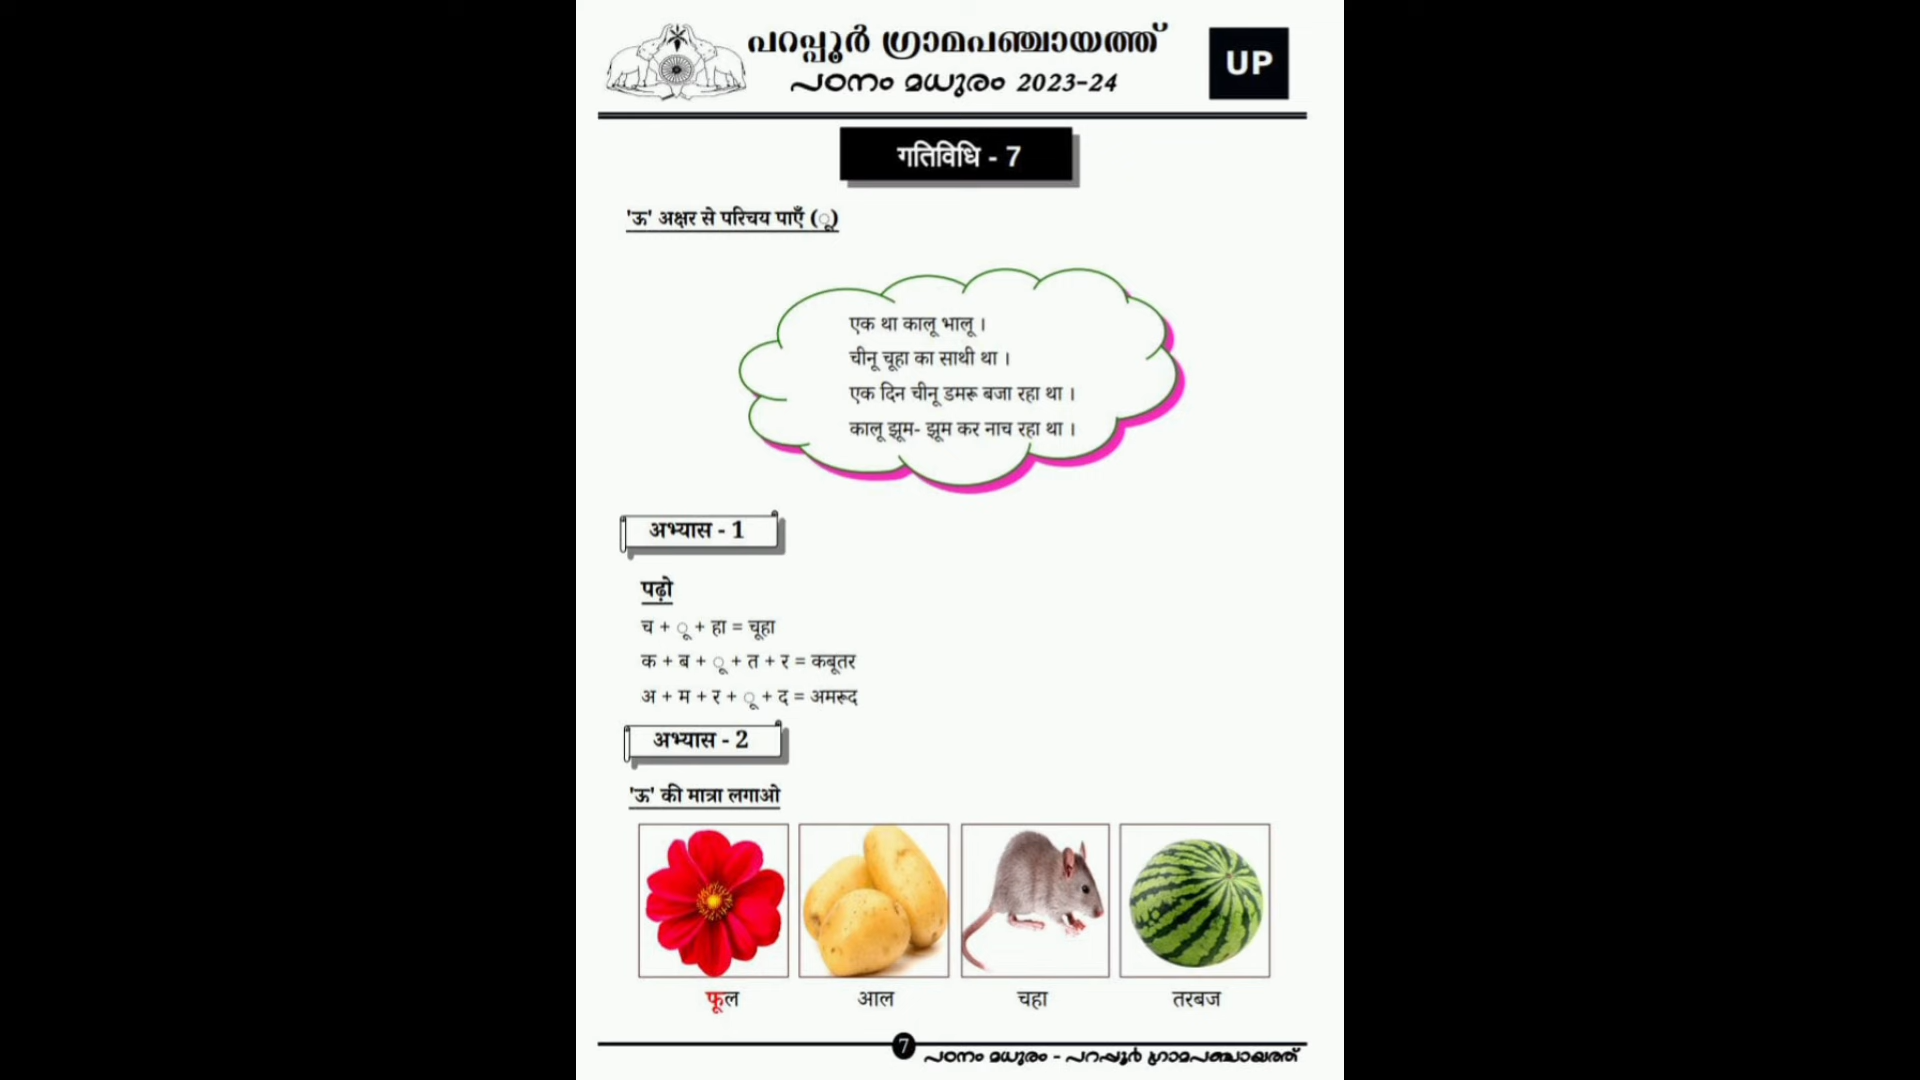 പറപ്പൂർ ഗ്രാമപഞ്ചായത്ത്
പഠനം മധുരം 2023-24
UP
गतिविधि - 7
'ऊ' अक्षर से परिचय पाएँ (ू)
एक था कालू भालू ।
चीनू चूहा का साथी था ।
एक दिन चीनू डमरू बजा रहा था ।
कालू झूम- झूम कर नाच रहा था ।
अभ्यास - 1
पढ़ो
च + ू + हा = चूहा
क + ब + ू + त + र = कबूतर
अ + म + र + ू + द = अमरूद
अभ्यास - 2
'ऊ' की मात्रा लगाओ
फूल आल चहा तरबज
7
പഠനം മധുരം - പറപ്പൂർ ഗ്രാമപഞ്ചായത്ത്